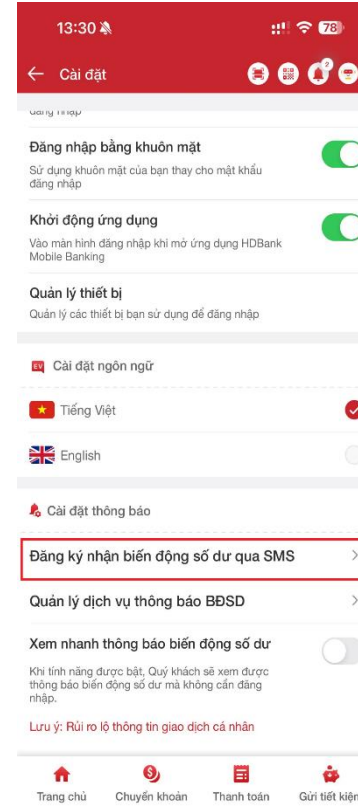 13:30
78
Cài đặt
2
đăng nhập
Đăng nhập bằng khuôn mặt
Sử dụng khuôn mặt của bạn thay cho mật khẩu
đăng nhập
Khởi động ứng dụng
Vào màn hình đăng nhập khi mở ứng dụng HDBank
Mobile Banking
Quản lý thiết bị
Quản lý các thiết bị bạn sử dụng để đăng nhập
EV Cài đặt ngôn ngữ
Tiếng Việt
English
Cài đặt thông báo
Đăng ký nhận biến động số dư qua SMS
Quản lý dịch vụ thông báo BĐSD
Xem nhanh thông báo biến động số dư
Khi tính năng được bật, Quý khách sẽ xem được
thông báo biến động số dư mà không cần đăng
nhập.
Lưu ý: Rủi ro lộ thông tin giao dịch cá nhân
Trang chủ
Chuyển khoản
Thanh toán
Gửi tiết kiệm